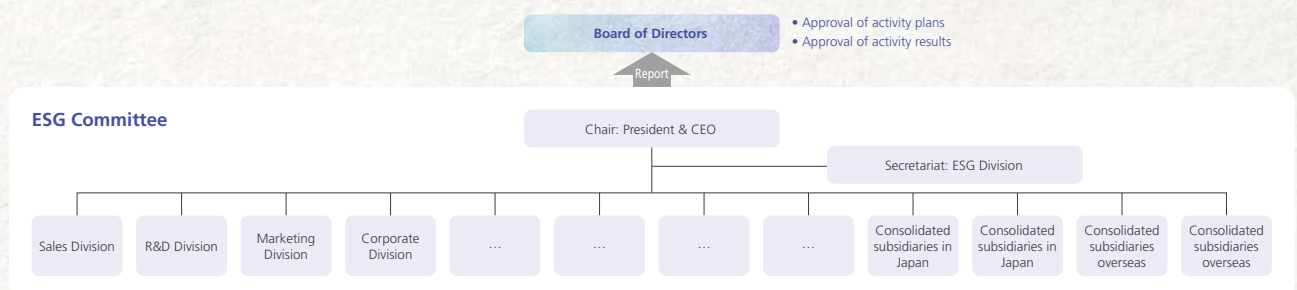 Board of Directors
• Approval of activity plans
• Approval of activity results
Report
ESG Committee
Chair: President & CEO
Secretariat: ESG Division
Sales Division
R&D Division
Marketing
Division
Corporate
Division
…
…
…
…
Consolidated
subsidiaries in
Japan
Consolidated
subsidiaries in
Japan
Consolidated
subsidiaries
overseas
Consolidated
subsidiaries
overseas